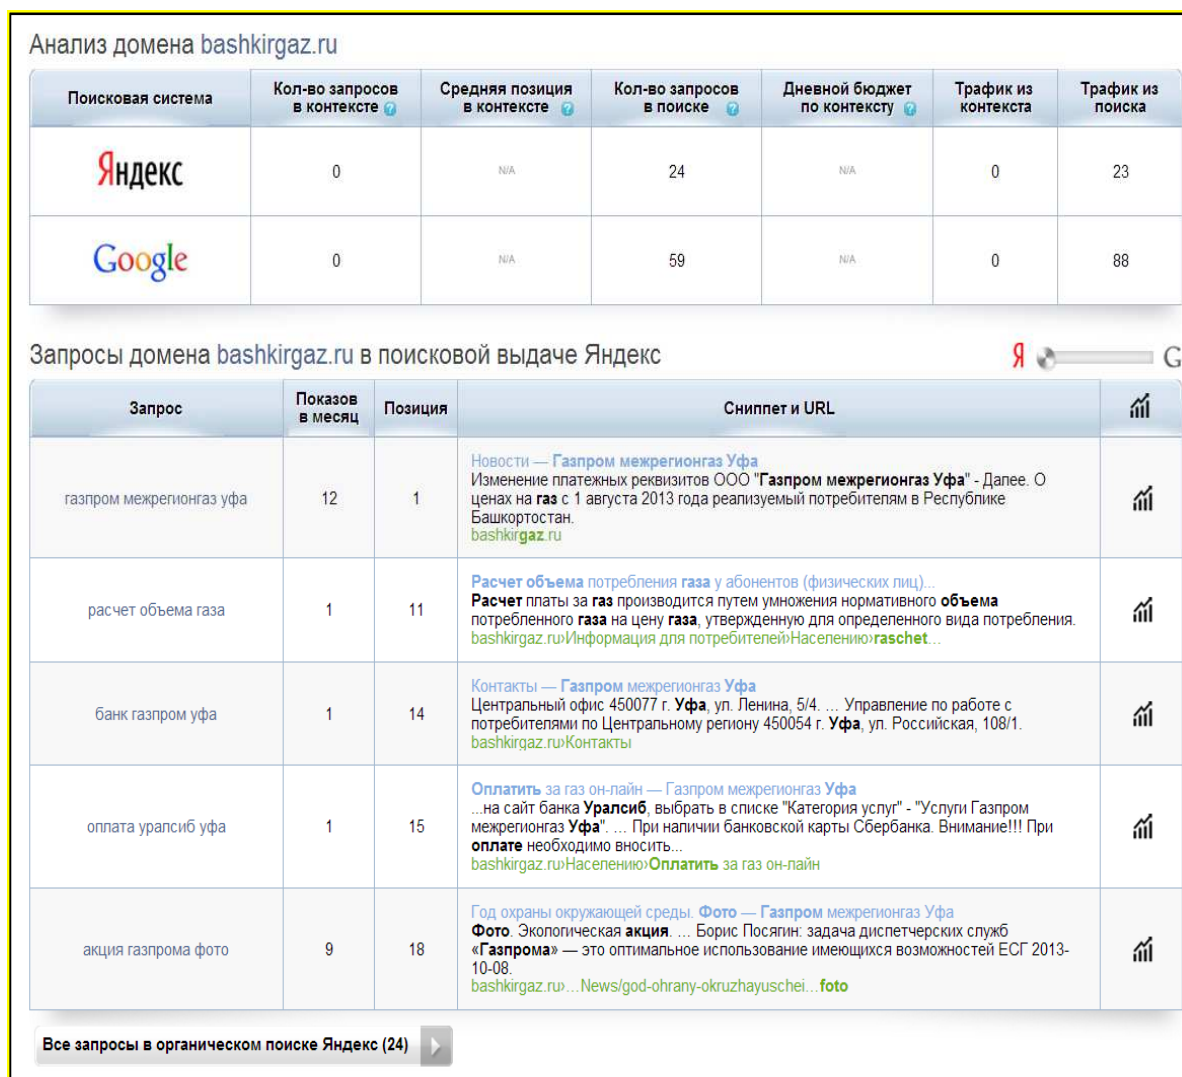 Анализ домена bashkirgaz.ru
Поисковая система
Кол-во запросов
в контексте ?
Средняя позиция
в контексте ?
Кол-во запросов
в поиске ?
Дневной бюджет
по контексту ?
Трафик из
контекста
Трафик из
поиска
Яндекс
0
N/A
24
N/A
0
23
Google
0
N/A
59
N/A
0
88
Запросы домена bashkirgaz.ru в поисковой выдаче Яндекс
Я G
Запрос
Показов
в месяц
Позиция
Сниппет и URL
газпром межрегионгаз уфа
12
1
Новости — Газпром межрегионгаз Уфа
Изменение платежных реквизитов ООО "Газпром межрегионгаз Уфа" - Далее. О
ценах на газ с 1 августа 2013 года реализуемый потребителям в Республике
Башкортостан.
bashkirgaz.ru
расчет объема газа
1
11
Расчет объема потребления газа у абонентов (физических лиц)...
Расчет платы за газ производится путем умножения нормативного объема
потребленного газа на цену газа, утвержденную для определенного вида потребления.
bashkirgaz.ru›Информация для потребителей›Населению›raschet...
банк газпром уфа
1
14
Контакты — Газпром межрегионгаз Уфа
Центральный офис 450077 г. Уфа, ул. Ленина, 5/4. ... Управление по работе с
потребителями по Центральному региону 450054 г. Уфа, ул. Российская, 108/1.
bashkirgaz.ru›Контакты
оплата уралсиб уфа
1
15
Оплатить за газ он-лайн — Газпром межрегионгаз Уфа
...на сайт банка Уралсиб, выбрать в списке "Категория услуг" - "Услуги Газпром
межрегионгаз Уфа". ... При наличии банковской карты Сбербанка. Внимание!!! При
оплате необходимо вносить...
bashkirgaz.ru›Населению›Оплатить за газ он-лайн
акция газпрома фото
9
18
Год охраны окружающей среды. Фото — Газпром межрегионгаз Уфа
Фото. Экологическая акция. ... Борис Посягин: задача диспетчерских служб
«Газпрома» — это оптимальное использование имеющихся возможностей ЕСГ 2013-
10-08.
bashkirgaz.ru›...News/god-ohrany-okruzhayuschei...foto
Все запросы в органическом поиске Яндекс (24)